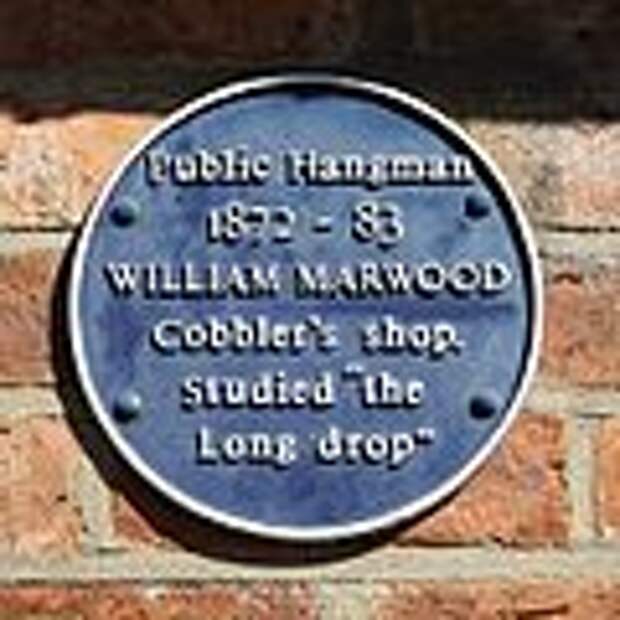 Public Hangman
1872 - 83
WILLIAM MARWOOD
Cobbler's shop.
Studied "the
Long drop"